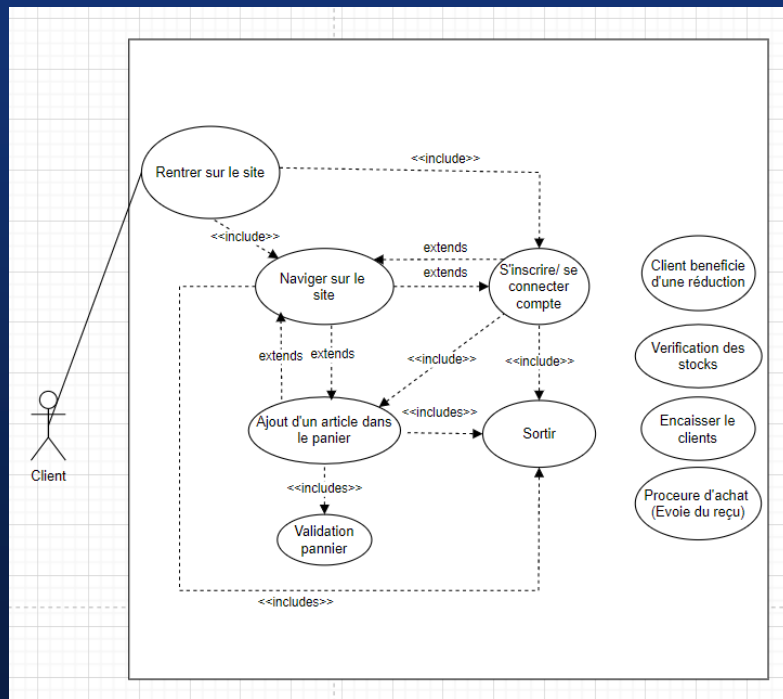 <<include>>
Rentrer sur le site
<<include>>
extends
extends
Naviger sur le
site
S'inscrire/ se
connecter
compte
Client beneficie
d'une réduction
Verification des
stocks
extends
extends
<<include>>
<<include>>
Ajout d'un article dans
le panier
<<includes>>
Sortir
Encaisser le
clients
Client
<<includes>>
Proceure d'achat
(Evoie du reçu)
Validation
pannier
<<includes>>